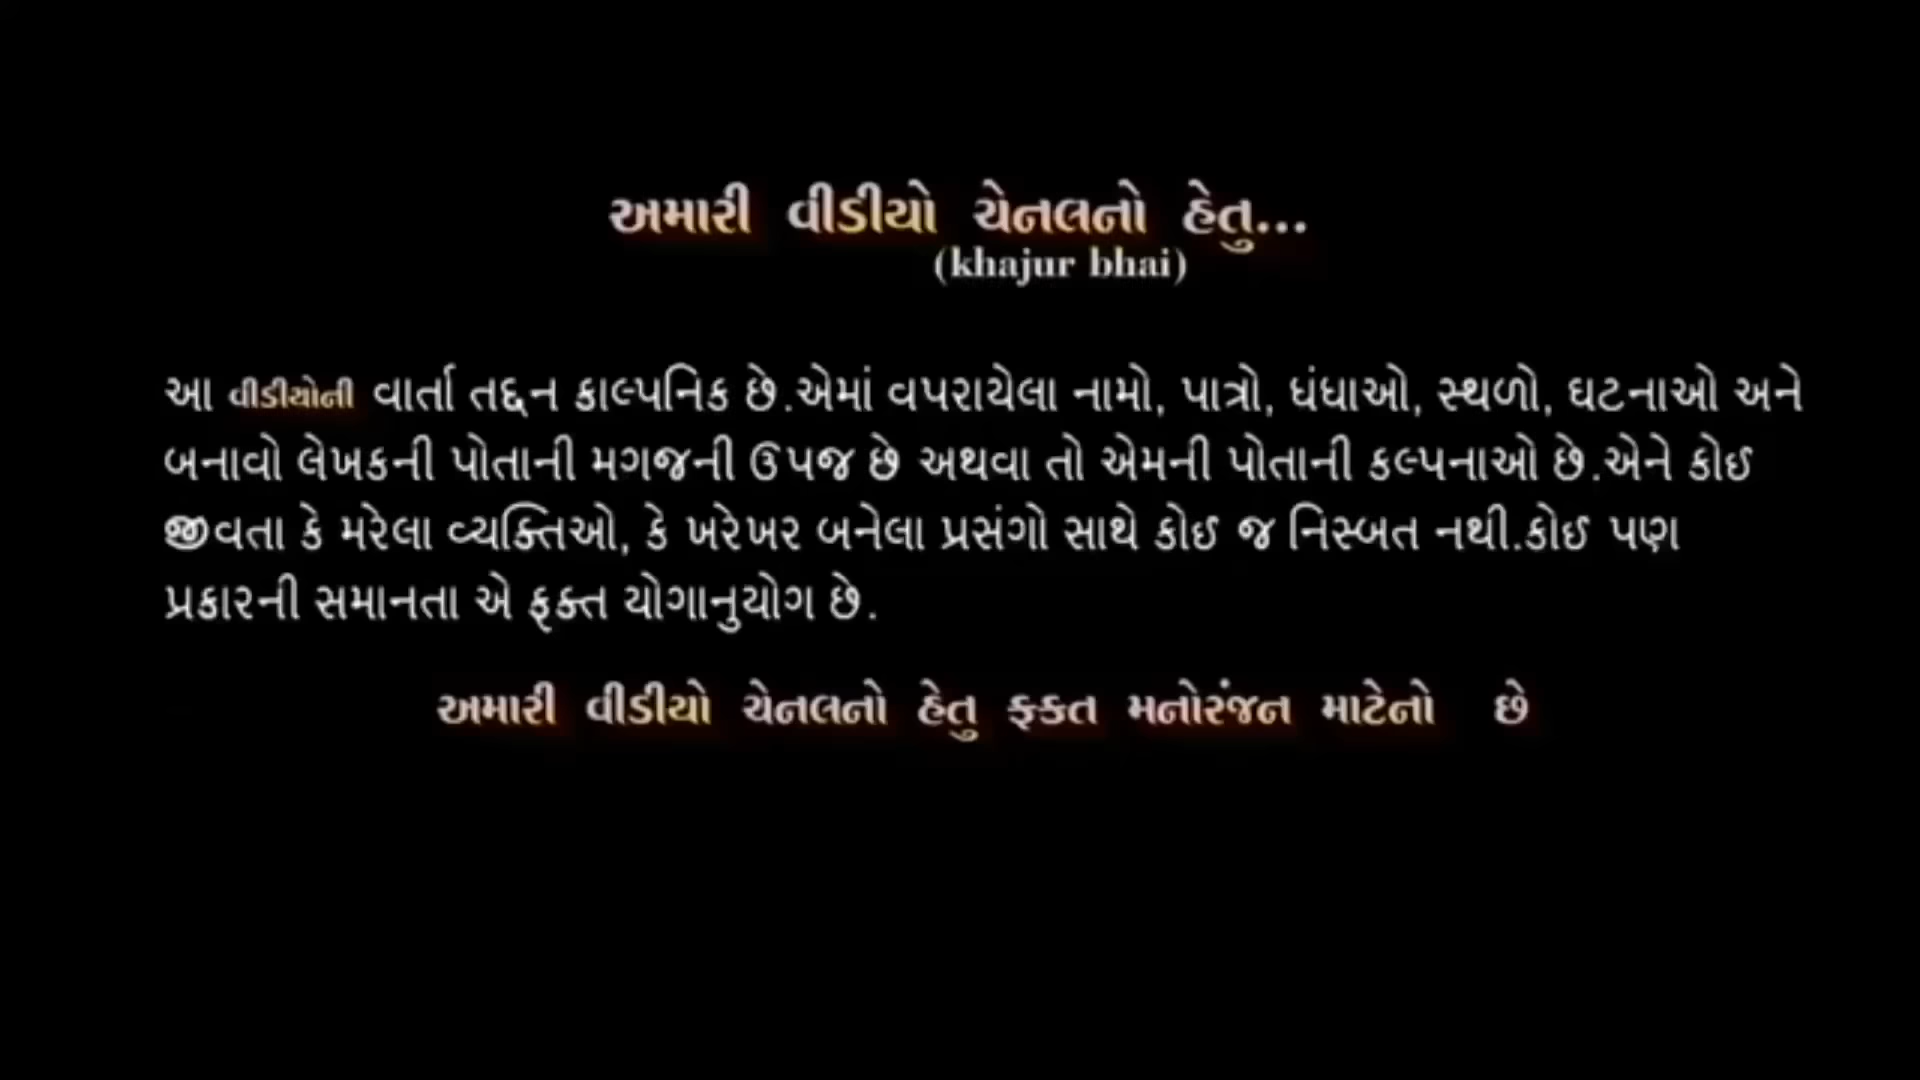 અમારી વીડીયો ચેનલનો હેતુ...
(khajur bhai)
આ વીડીયોની વાર્તા તદ્દન કાલ્પનિક છે.એમાં વપરાયેલા નામો, પાત્રો, ધંધાઓ, સ્થળો, ઘટનાઓ અને
બનાવો લેખકની પોતાની મગજની ઉપજ છે અથવા તો એમની પોતાની કલ્પનાઓ છે.એને કોઈ
જીવતા કે મરેલા વ્યક્તિઓ, કે ખરેખર બનેલા પ્રસંગો સાથે કોઈ જ નિસ્બત નથી.કોઈ પણ
પ્રકારની સમાનતા એ ફક્ત યોગાનુયોગ છે.
અમારી વીડીયો ચેનલનો હેતુ ફકત મનોરંજન માટેનો છે